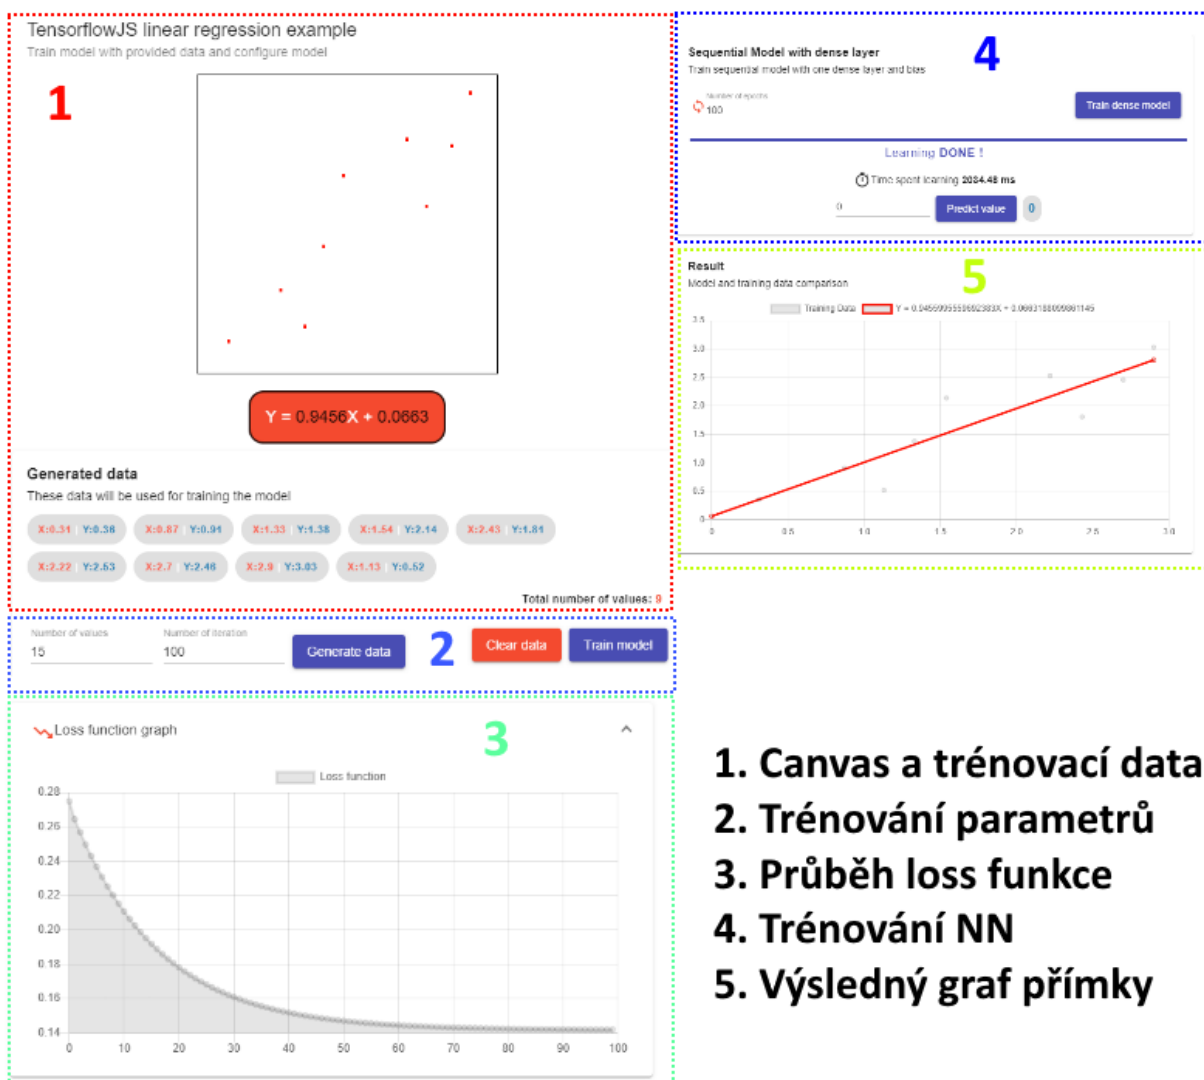 TensorflowJS linear regression example
Train model with provided data and configure model
1
Y = 0.9456X + 0.0663
Generated data
These data will be used for training the model
X:0.31 | Y:0.36 X:0.87 | Y:0.91 X:1.33 | Y:1.38 X:1.54 | Y:2.14 X:2.43 | Y:1.81
X:2.22 | Y:2.53 X:2.7 | Y:2.46 X:2.9 | Y:3.03 X:1.13 | Y:0.52
Total number of values: 9
Number of values Number of iteration
15 100 Generate data 2 Clear data Train model
Loss function graph 3
Loss function
0.28
0.26
0.24
0.22
0.20
0.18
0.16
0.14
0 10 20 30 40 50 60 70 80 90 100
4
Sequential Model with dense layer
Train sequential model with one dense layer and bias
Number of epochs
100 Train dense model
Learning DONE !
Time spent learning 2084.48 ms
0 Predict value 0
5
Result
Model and training data comparison
Training Data
3.5
3.0
2.5
2.0
1.5
1.0
0.5
0
0 0.5 1.0 1.5 2.0 2.5 3.0
1. Canvas a trénovací data
2. Trénování parametrů
3. Průběh loss funkce
4. Trénování NN
5. Výsledný graf přímky